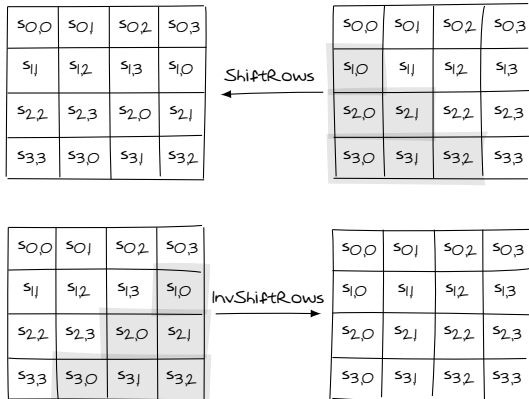 s0,0 s0,1 s0,2 s0,3 s0,0 s0,1 s0,2 s0,3
s1,1 s1,2 s1,3 s1,0 ShiftRows s1,0 s1,1 s1,2 s1,3
s2,2 s2,3 s2,0 s2,1 s2,0 s2,1 s2,2 s2,3
s3,3 s3,0 s3,1 s3,2 s3,0 s3,1 s3,2 s3,3
s0,0 s0,1 s0,2 s0,3 s0,0 s0,1 s0,2 s0,3
s1,1 s1,2 s1,3 s1,0 InvShiftRows s1,0 s1,1 s1,2 s1,3
s2,2 s2,3 s2,0 s2,1 s2,0 s2,1 s2,2 s2,3
s3,3 s3,0 s3,1 s3,2 s3,0 s3,1 s3,2 s3,3